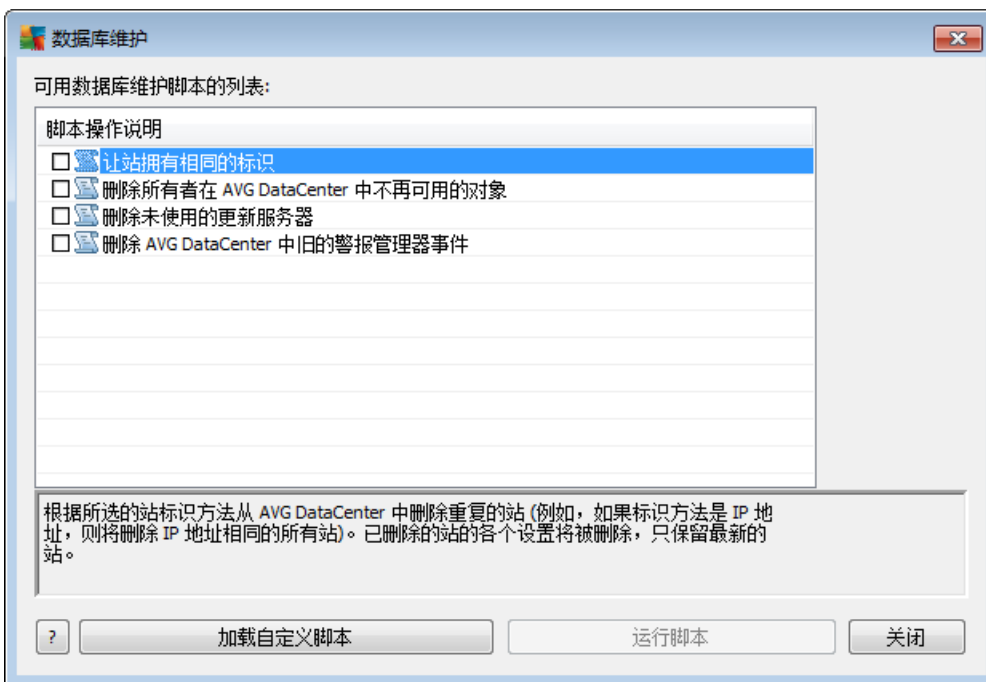 数据库维护
可用数据库维护脚本的列表:
脚本操作说明
让站拥有相同的标识
删除所有者在 AVG DataCenter 中不再可用的对象
删除未使用的更新服务器
删除 AVG DataCenter 中旧的警报管理器事件
根据所选的站标识方法从 AVG DataCenter 中删除重复的站 (例如，如果标识方法是 IP 地
址，则将删除 IP 地址相同的所有站)。已删除的站的各个设置将被删除，只保留最新的
站。
? 加载自定义脚本 运行脚本 关闭